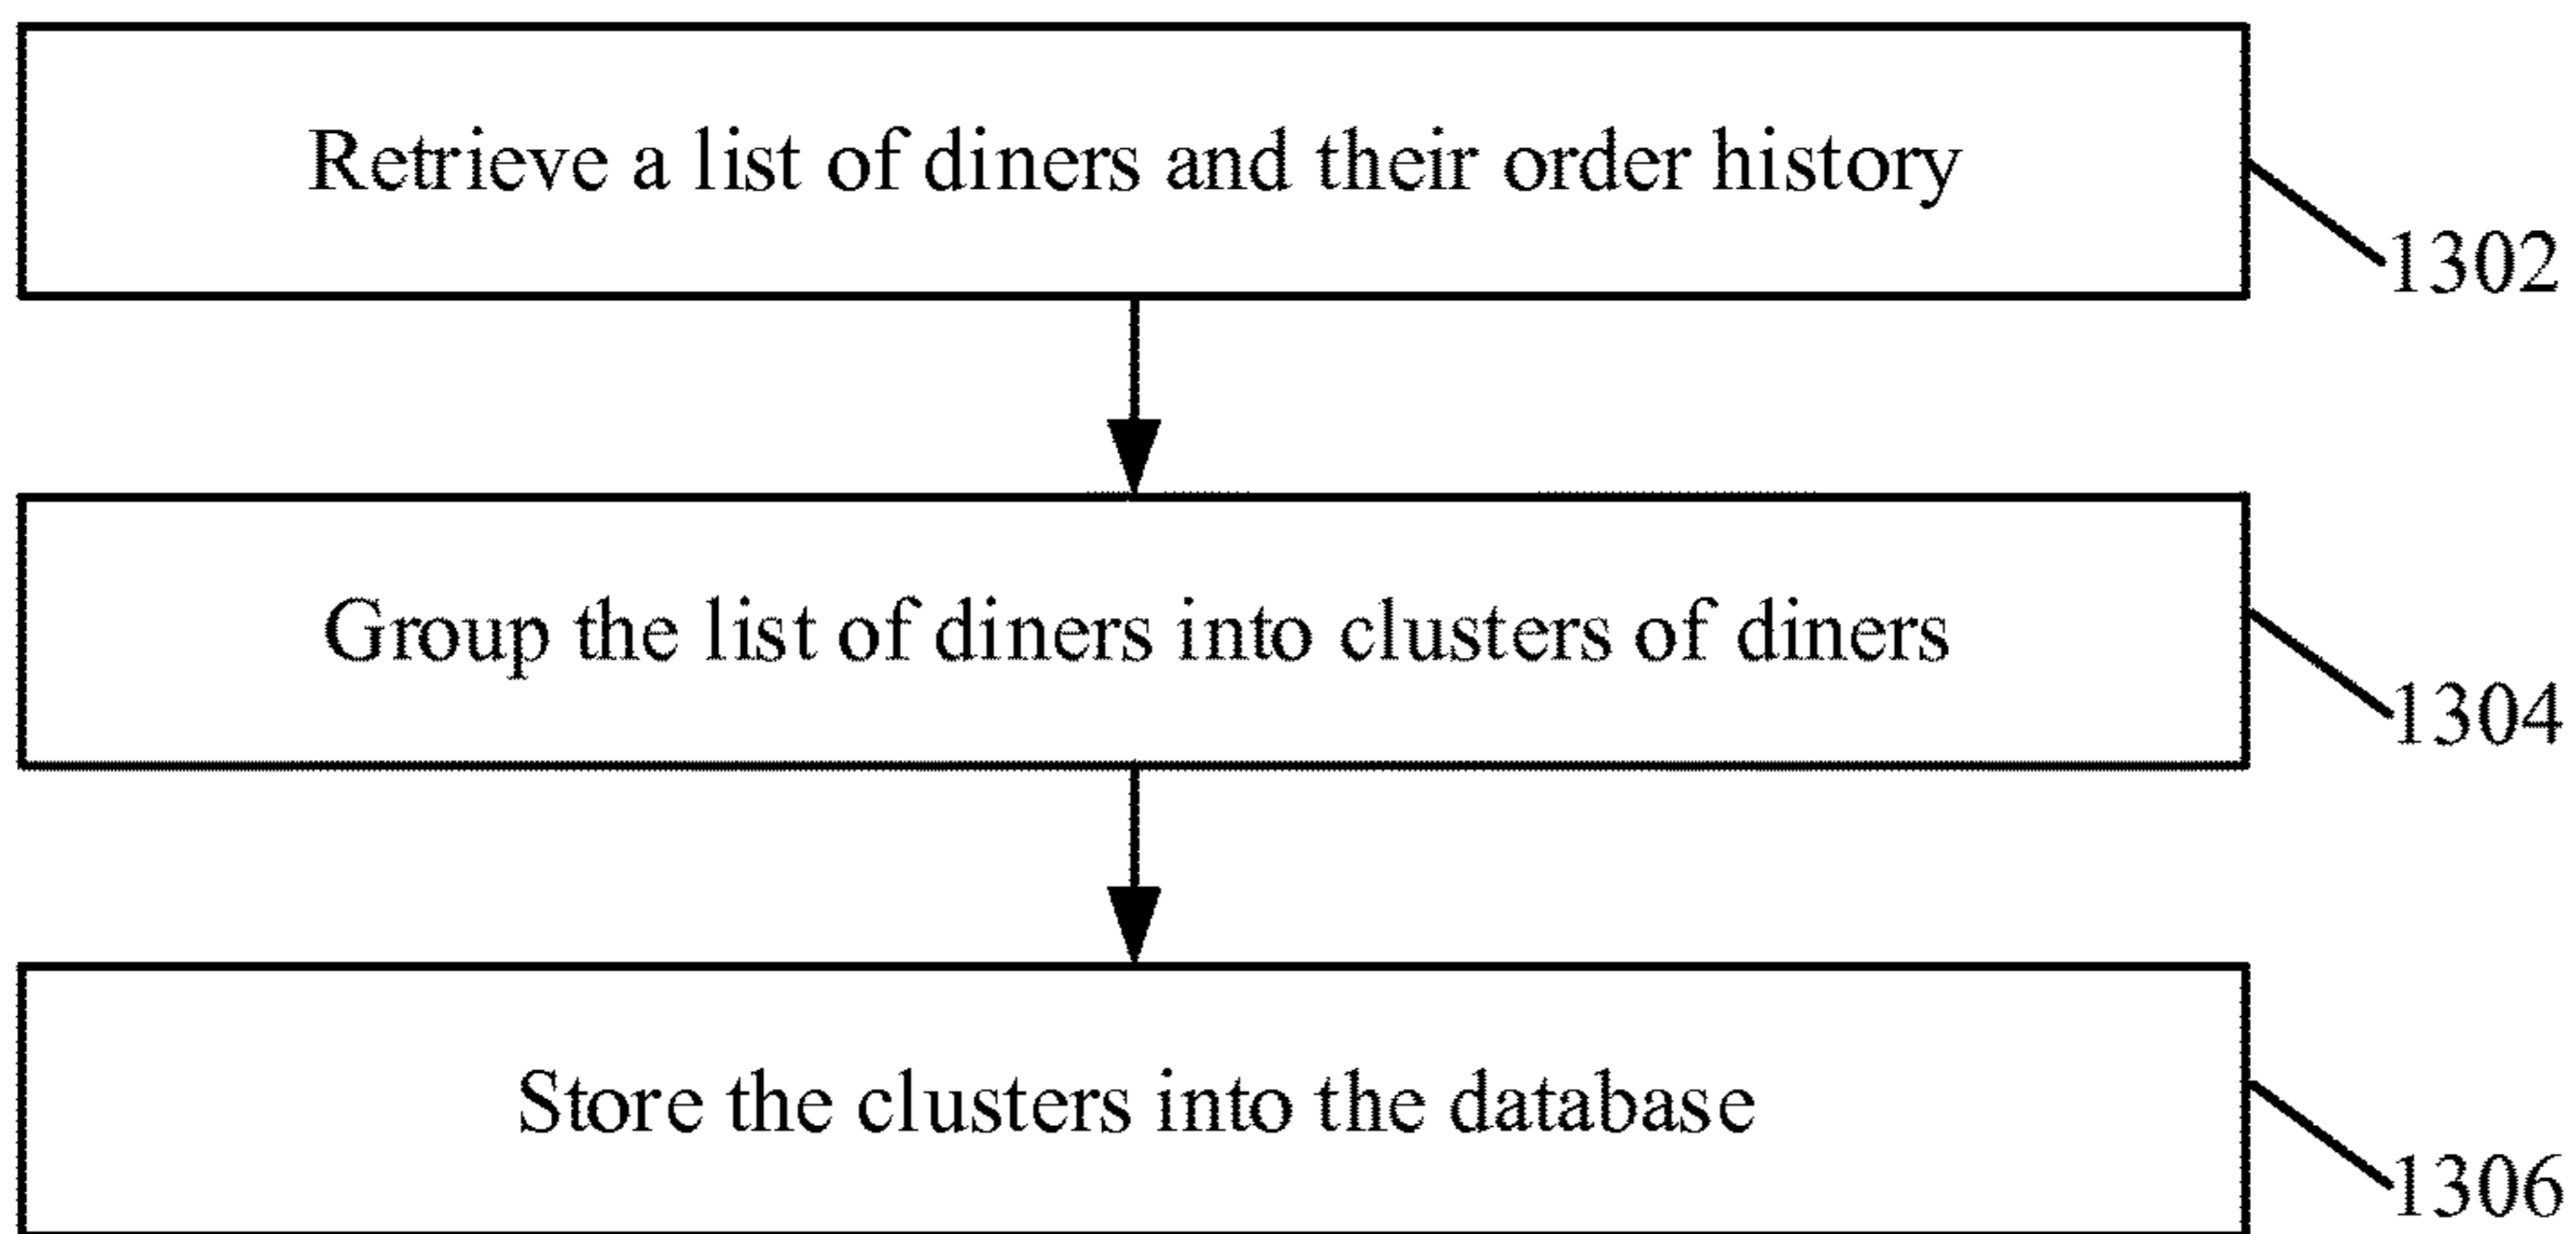 Retrieve a list of diners and their order history
1302
Group the list of diners into clusters of diners
1304
Store the clusters into the database
1306